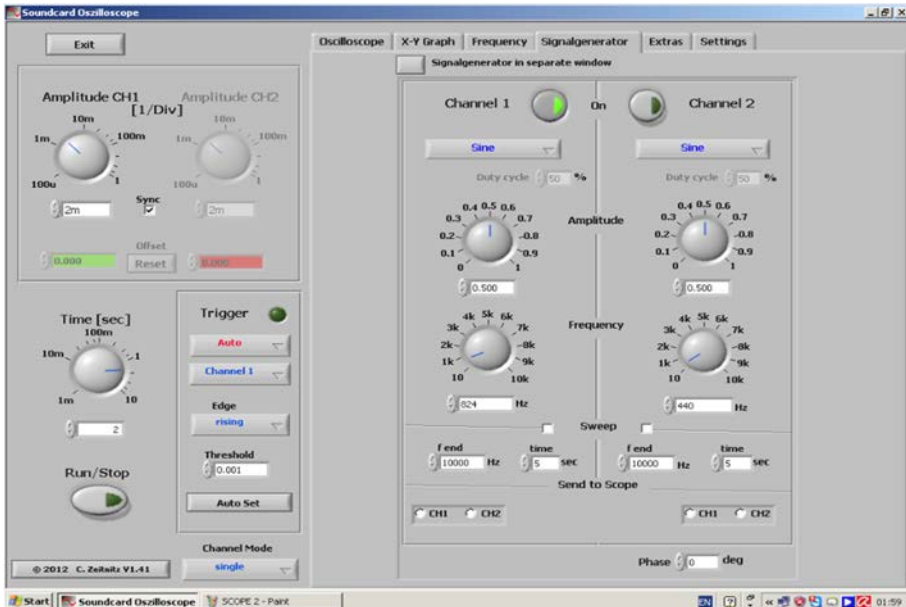 Soundcard Oszilloscope
Exit
Oscilloscope X-Y Graph Frequency Signalgenerator Extras Settings
Signalgenerator in separate window
Amplitude CH1 Amplitude CH2
[1/Div]
10m 10m
1m 100m 1m 100m
100u 1 100u 1
Sync
2m 2m
Offset
0.000 Reset 0.000
Time [sec]
100m
10m 1
1m 10
2
Run/Stop
Trigger
Auto
Channel 1
Edge
rising
Threshold
0.001
Auto Set
Channel Mode
single
© 2012 C. Zeitnitz V1.41
Channel 1 On Channel 2
Sine Sine
Duty cycle 50 % Duty cycle 50 %
Amplitude
0.4 0.5 0.6 0.4 0.5 0.6
0.3 0.7 0.3 0.7
0.2 0.8 0.2 0.8
0.1 0.9 0.1 0.9
0 1 0 1
0.500 0.500
Frequency
4k 5k 6k 4k 5k 6k
3k 7k 3k 7k
2k 8k 2k 8k
1k 9k 1k 9k
10 10k 10 10k
824 Hz 440 Hz
Sweep
f end time f end time
10000 Hz 5 sec 10000 Hz 5 sec
Send to Scope
CH1 CH2 CH1 CH2
Phase 0 deg
Start Soundcard Oszilloscope SCOPE 2 - Paint EN 01:59